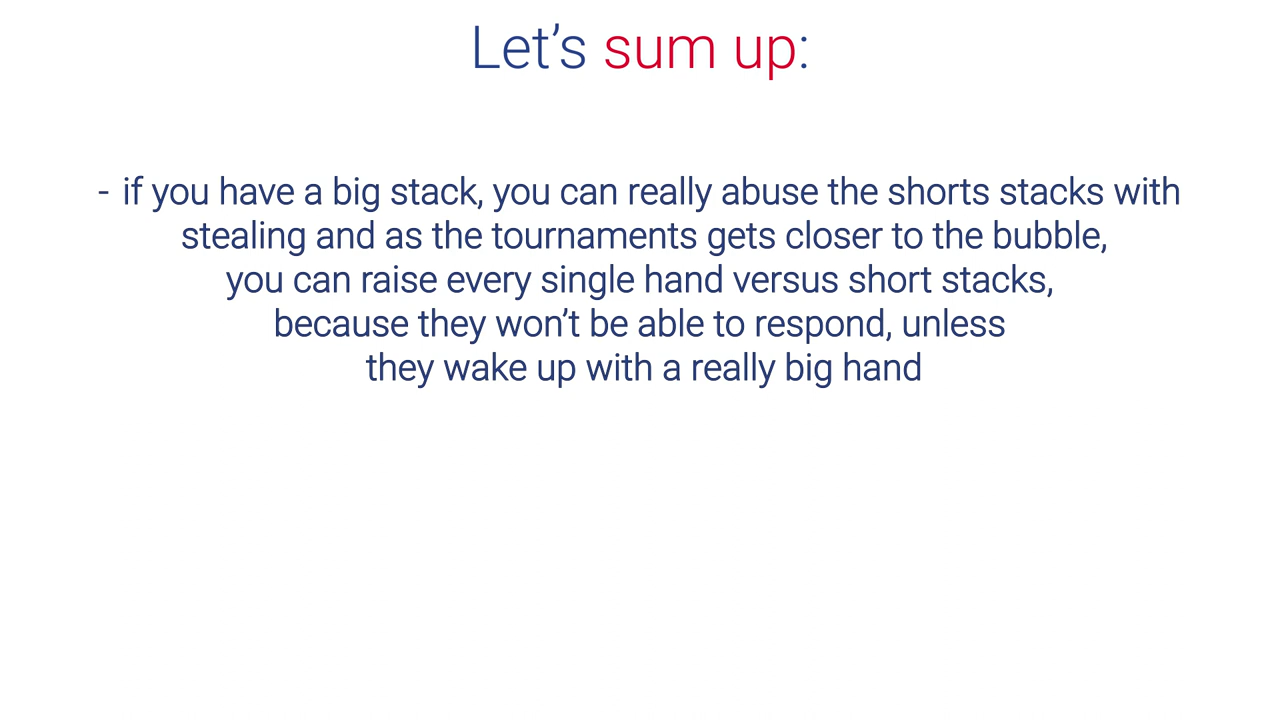 Let’s sum up:
- if you have a big stack, you can really abuse the shorts stacks with
stealing and as the tournaments gets closer to the bubble,
you can raise every single hand versus short stacks,
because they won’t be able to respond, unless
they wake up with a really big hand